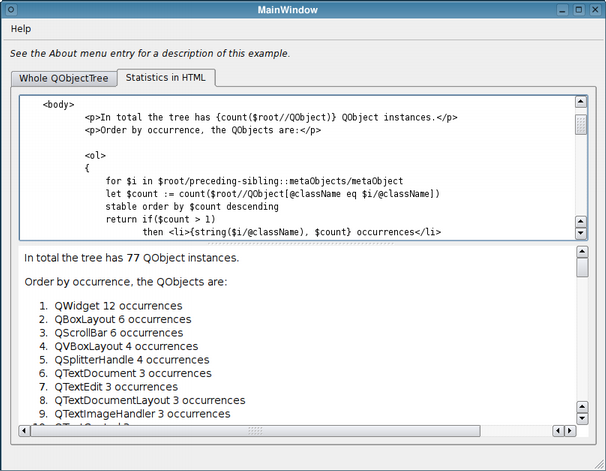 MainWindow
Help
See the About menu entry for a description of this example.
Whole QObjectTree
Statistics in HTML
<body>
<p>In total the tree has {count($root//QObject)} QObject instances.</p>
<p>Order by occurrence, the QObjects are:</p>
<ol>
{
for $i in $root/preceding-sibling::metaObjects/metaObject
let $count := count($root//QObject[@className eq $i/@className])
stable order by $count descending
return if($count > 1)
then <li>{string($i/@className), $count} occurrences</li>
In total the tree has 77 QObject instances.
Order by occurrence, the QObjects are:
1. QWidget 12 occurrences
2. QBoxLayout 6 occurrences
3. QScrollBar 6 occurrences
4. QVBoxLayout 4 occurrences
5. QSplitterHandle 4 occurrences
6. QTextDocument 3 occurrences
7. QTextEdit 3 occurrences
8. QTextDocumentLayout 3 occurrences
9. QTextImageHandler 3 occurrences